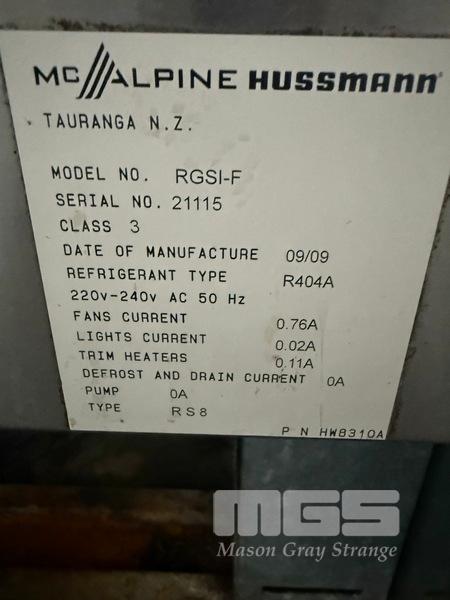 MCALPINE HUSSMANN
TAURANGA N.Z.
MODEL NO. RGSI-F
SERIAL NO. 21115
CLASS 3
DATE OF MANUFACTURE 09/09
REFRIGERANT TYPE R404A
220v-240v AC 50 Hz
FANS CURRENT 0.76A
LIGHTS CURRENT 0.02A
TRIM HEATERS 0.11A
DEFROST AND DRAIN CURRENT 0A
PUMP 0A
TYPE RS8
P N HW8310A
MGS
Mason Gray Strange